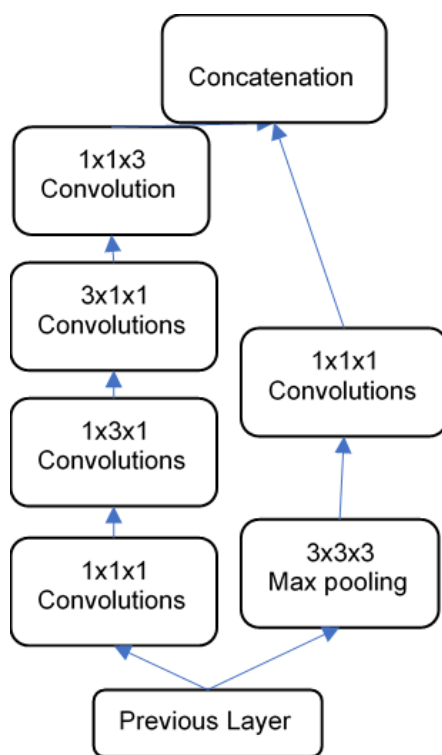 Concatenation
1x1x3
Convolution
3x1x1
Convolutions
1x1x1
Convolutions
1x3x1
Convolutions
3x3x3
Max pooling
1x1x1
Convolutions
Previous Layer